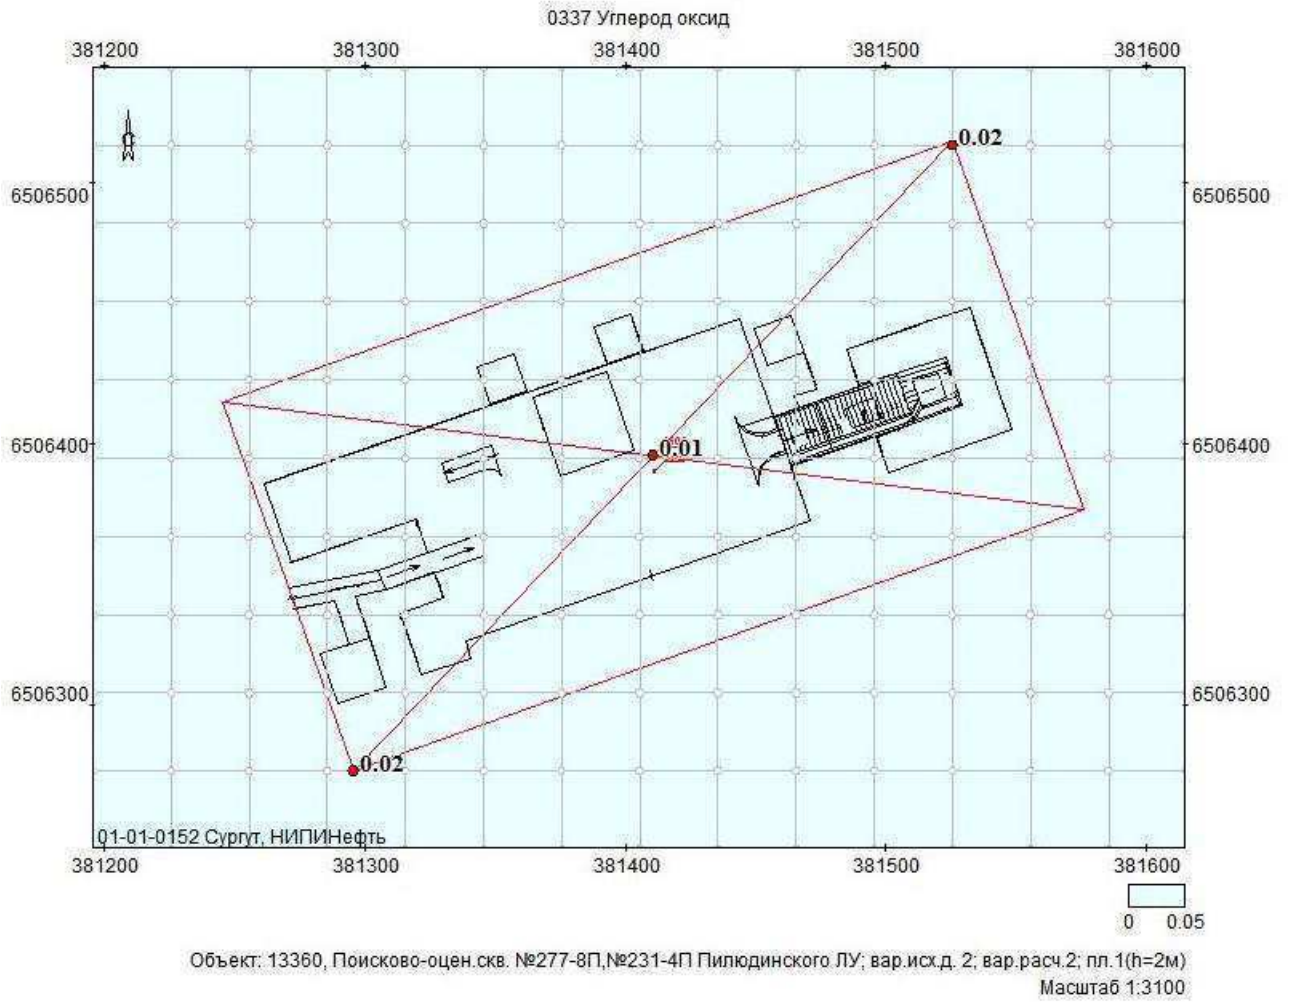 0337 Углерод оксид
381200 381300 381400 381500 381600
0.02
6506500 6506500
6506400 0.01 6506400
6506300 6506300
0.02
01-01-0152 Сургут, НИПИНефть
381200 381300 381400 381500 381600
0 0.05
Объект: 13360, Поисково-оцен.скв. №277-8П,№231-4П Пилюдинского ЛУ; вар.исх.д. 2; вар.расч.2; пл.1(h=2м)
Масштаб 1:3100